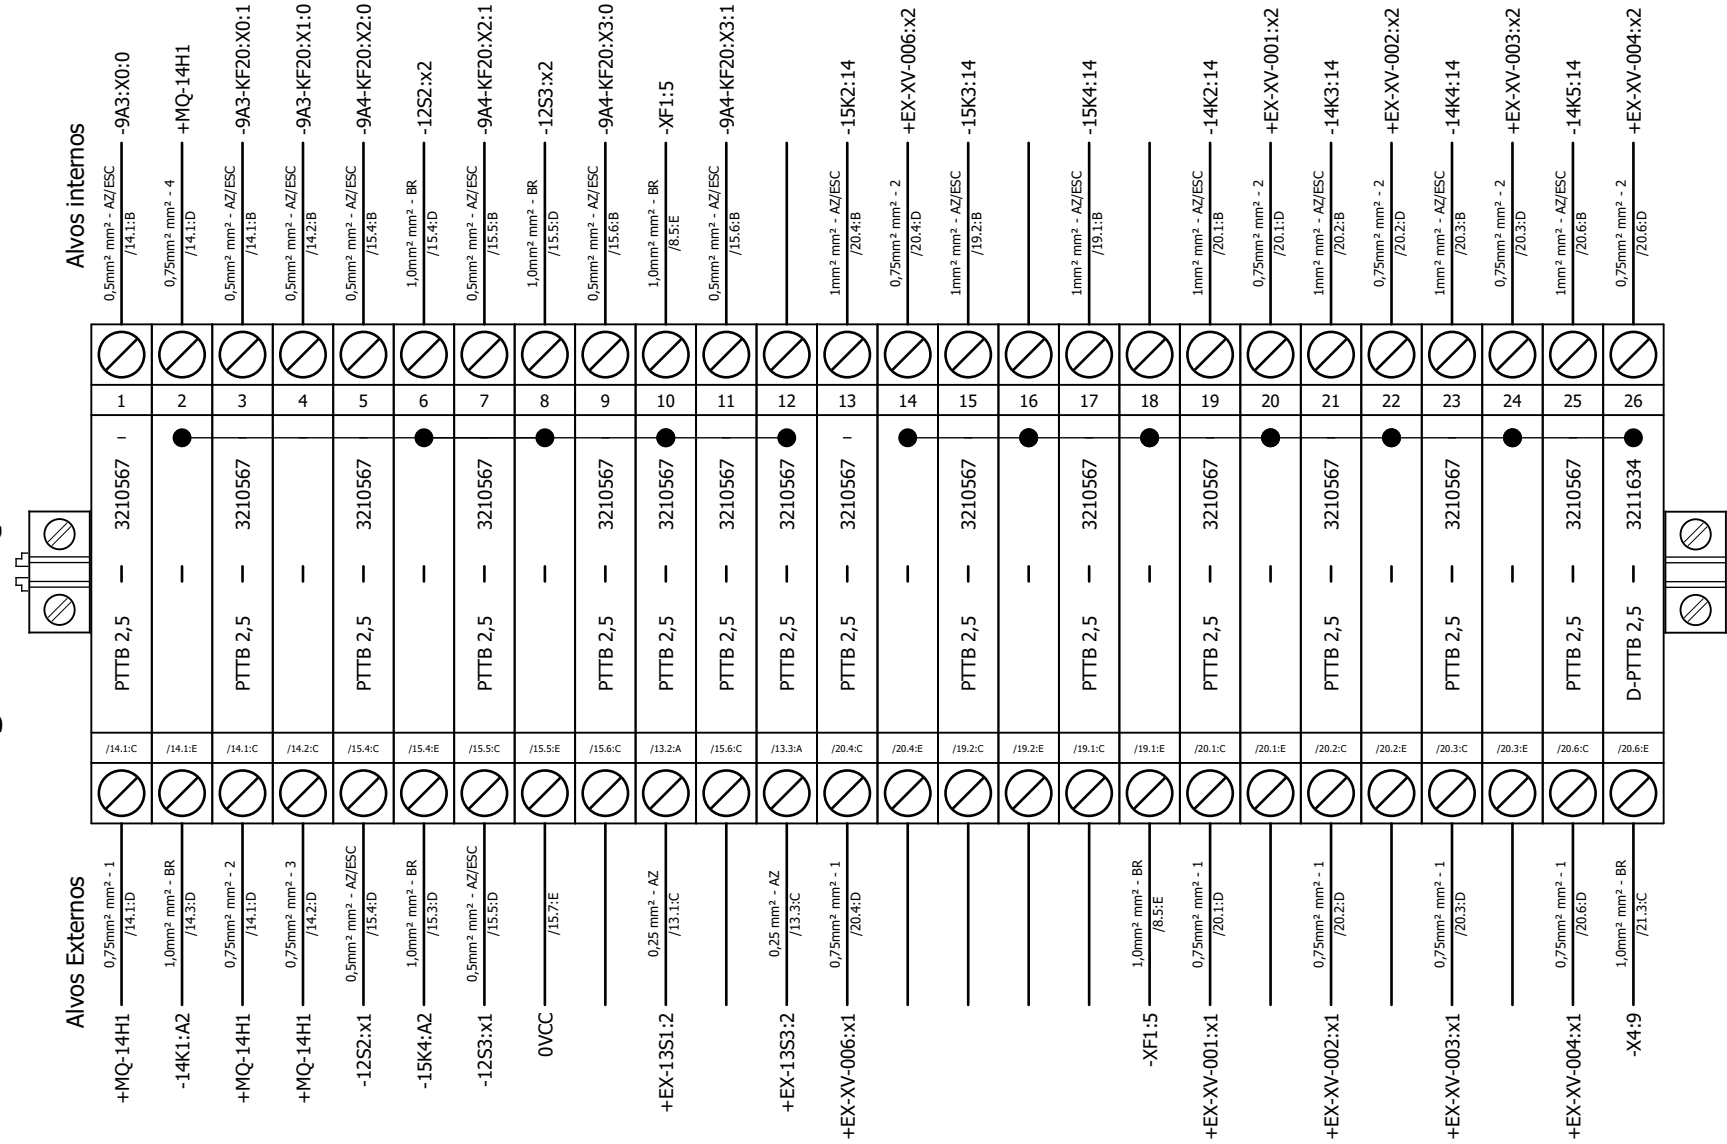 Alvos internos
-9A3:X0:0
+MQ-14H1
-9A3-KF20:X0:1
-9A3-KF20:X1:0
-9A4-KF20:X2:0
-12S2:x2
-9A4-KF20:X2:1
-12S3:x2
-9A4-KF20:X3:0
-XF1:5
-9A4-KF20:X3:1
-15K2:14
+EX-XV-006:x2
-15K3:14
-15K4:14
-14K2:14
+EX-XV-001:x2
-14K3:14
+EX-XV-002:x2
-14K4:14
+EX-XV-003:x2
-14K5:14
+EX-XV-004:x2
0,5mm² mm² - AZ/ESC
/14.1:B
0,75mm² mm² - 4
/14.1:D
0,5mm² mm² - AZ/ESC
/14.1:B
0,5mm² mm² - AZ/ESC
/14.2:B
0,5mm² mm² - AZ/ESC
/15.4:B
1,0mm² mm² - BR
/15.4:D
0,5mm² mm² - AZ/ESC
/15.5:B
1,0mm² mm² - BR
/15.5:D
0,5mm² mm² - AZ/ESC
/15.6:B
1,0mm² mm² - BR
/8.5:E
0,5mm² mm² - AZ/ESC
/15.6:B
1mm² mm² - AZ/ESC
/20.4:B
0,75mm² mm² - 2
/20.4:D
1mm² mm² - AZ/ESC
/19.2:B
1mm² mm² - AZ/ESC
/19.1:B
1mm² mm² - AZ/ESC
/20.1:B
0,75mm² mm² - 2
/20.1:D
1mm² mm² - AZ/ESC
/20.2:B
0,75mm² mm² - 2
/20.2:D
1mm² mm² - AZ/ESC
/20.3:B
0,75mm² mm² - 2
/20.3:D
1mm² mm² - AZ/ESC
/20.6:B
0,75mm² mm² - 2
/20.6:D
1 2 3 4 5 6 7 8 9 10 11 12 13 14 15 16 17 18 19 20 21 22 23 24 25 26
PTTB 2,5 – 3210567
–
PTTB 2,5 – 3210567
–
PTTB 2,5 – 3210567
–
PTTB 2,5 – 3210567
–
PTTB 2,5 – 3210567
PTTB 2,5 – 3210567
PTTB 2,5 – 3210567
PTTB 2,5 – 3210567
PTTB 2,5 – 3210567
–
PTTB 2,5 – 3210567
–
PTTB 2,5 – 3210567
–
PTTB 2,5 – 3210567
–
PTTB 2,5 – 3210567
–
PTTB 2,5 – 3210567
–
PTTB 2,5 – 3210567
D-PTTB 2,5 – 3211634
/14.1:C /14.1:E /14.1:C /14.2:C /15.4:C /15.4:E /15.5:C /15.5:E /15.6:C /13.2:A /15.6:C /13.3:A /20.4:C /20.4:E /19.2:C /19.2:E /19.1:C /19.1:E /20.1:C /20.1:E /20.2:C /20.2:E /20.3:C /20.3:E /20.6:C /20.6:E
Alvos Externos
0,75mm² mm² - 1
/14.1:D
1,0mm² mm² - BR
/14.3:D
0,75mm² mm² - 2
/14.1:D
0,75mm² mm² - 3
/14.2:D
0,5mm² mm² - AZ/ESC
/15.4:D
1,0mm² mm² - BR
/15.3:D
0,5mm² mm² - AZ/ESC
/15.5:D
/15.7:E
0,25 mm² - AZ
/13.1:C
0,25 mm² - AZ
/13.3:C
0,75mm² mm² - 1
/20.4:D
1,0mm² mm² - BR
/8.5:E
0,75mm² mm² - 1
/20.1:D
0,75mm² mm² - 1
/20.2:D
0,75mm² mm² - 1
/20.3:D
0,75mm² mm² - 1
/20.6:D
1,0mm² mm² - BR
/21.3:C
+MQ-14H1
-14K1:A2
+MQ-14H1
+MQ-14H1
-12S2:x1
-15K4:A2
-12S3:x1
0VCC
+EX-13S1:2
+EX-13S3:2
+EX-XV-006:x1
-XF1:5
+EX-XV-001:x1
+EX-XV-002:x1
+EX-XV-003:x1
+EX-XV-004:x1
-X4:9